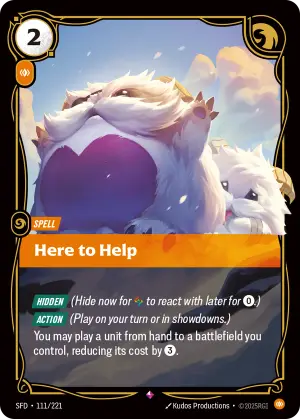 2
SPELL
Here to Help
HIDDEN (Hide now for to react with later for 0.)
ACTION (Play on your turn or in showdowns.)
You may play a unit from hand to a battlefield you
control, reducing its cost by 3.
SFD • 111/221 Kudos Productions • ©2025RGI